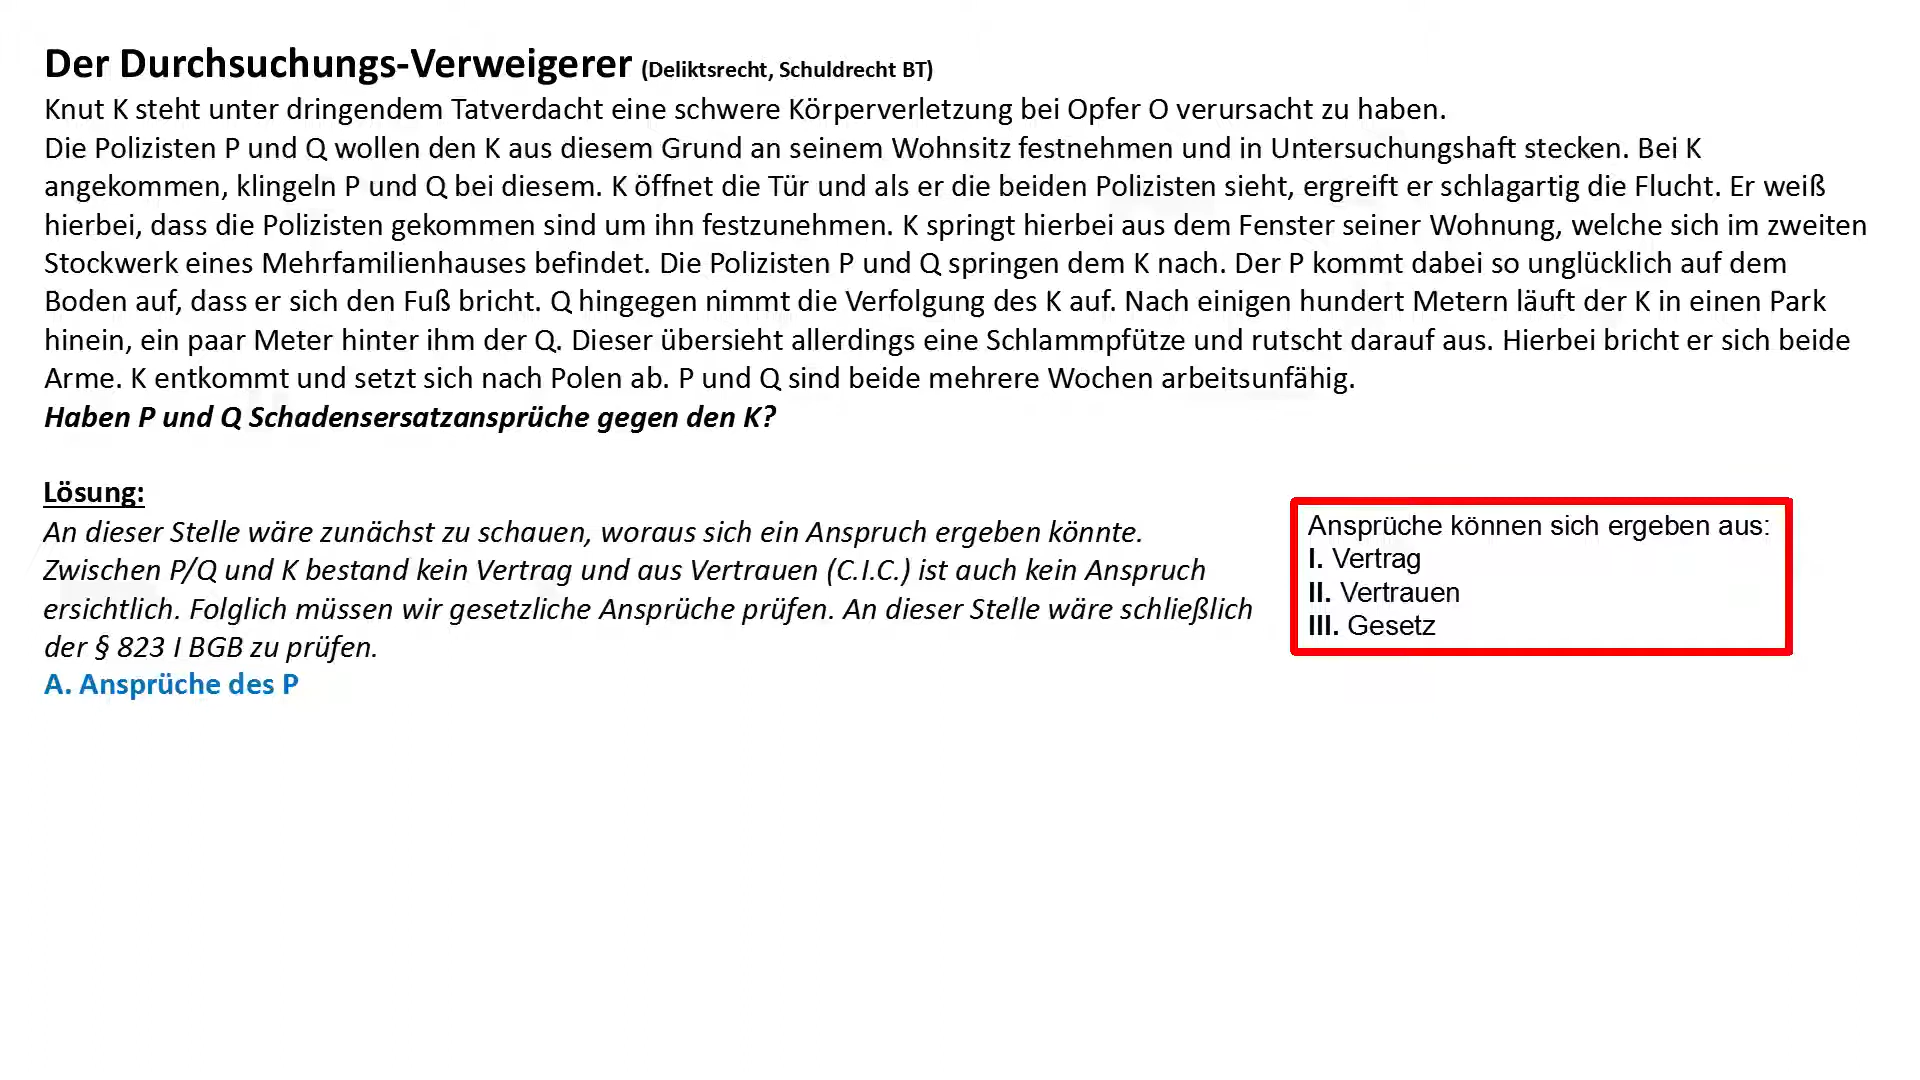 Der Durchsuchungs-Verweigerer (Deliktsrecht, Schuldrecht BT)
Knut K steht unter dringendem Tatverdacht eine schwere Körperverletzung bei Opfer O verursacht zu haben.
Die Polizisten P und Q wollen den K aus diesem Grund an seinem Wohnsitz festnehmen und in Untersuchungshaft stecken. Bei K
angekommen, klingeln P und Q bei diesem. K öffnet die Tür und als er die beiden Polizisten sieht, ergreift er schlagartig die Flucht. Er weiß
hierbei, dass die Polizisten gekommen sind um ihn festzunehmen. K springt hierbei aus dem Fenster seiner Wohnung, welche sich im zweiten
Stockwerk eines Mehrfamilienhauses befindet. Die Polizisten P und Q springen dem K nach. Der P kommt dabei so unglücklich auf dem
Boden auf, dass er sich den Fuß bricht. Q hingegen nimmt die Verfolgung des K auf. Nach einigen hundert Metern läuft der K in einen Park
hinein, ein paar Meter hinter ihm der Q. Dieser übersieht allerdings eine Schlammpfütze und rutscht darauf aus. Hierbei bricht er sich beide
Arme. K entkommt und setzt sich nach Polen ab. P und Q sind beide mehrere Wochen arbeitsunfähig.
Haben P und Q Schadensersatzansprüche gegen den K?
Lösung:
An dieser Stelle wäre zunächst zu schauen, woraus sich ein Anspruch ergeben könnte.
Zwischen P/Q und K bestand kein Vertrag und aus Vertrauen (C.I.C.) ist auch kein Anspruch
ersichtlich. Folglich müssen wir gesetzliche Ansprüche prüfen. An dieser Stelle wäre schließlich
der § 823 I BGB zu prüfen.
A. Ansprüche des P
Ansprüche können sich ergeben aus:
I. Vertrag
II. Vertrauen
III. Gesetz